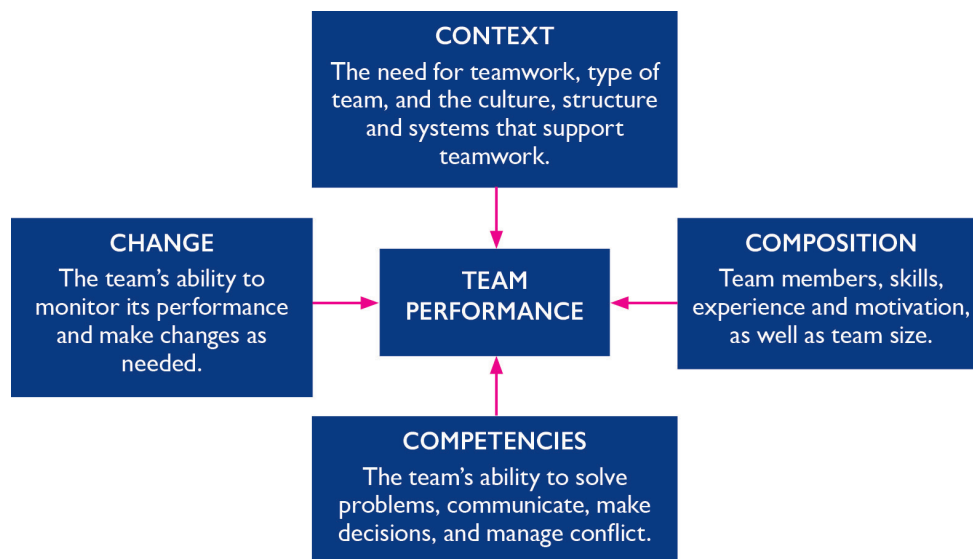 CONTEXT
The need for teamwork, type of
team, and the culture, structure
and systems that support
teamwork.
CHANGE
The team’s ability to
monitor its performance
and make changes as
needed.
TEAM
PERFORMANCE
COMPOSITION
Team members, skills,
experience and motivation,
as well as team size.
COMPETENCIES
The team’s ability to solve
problems, communicate, make
decisions, and manage conflict.